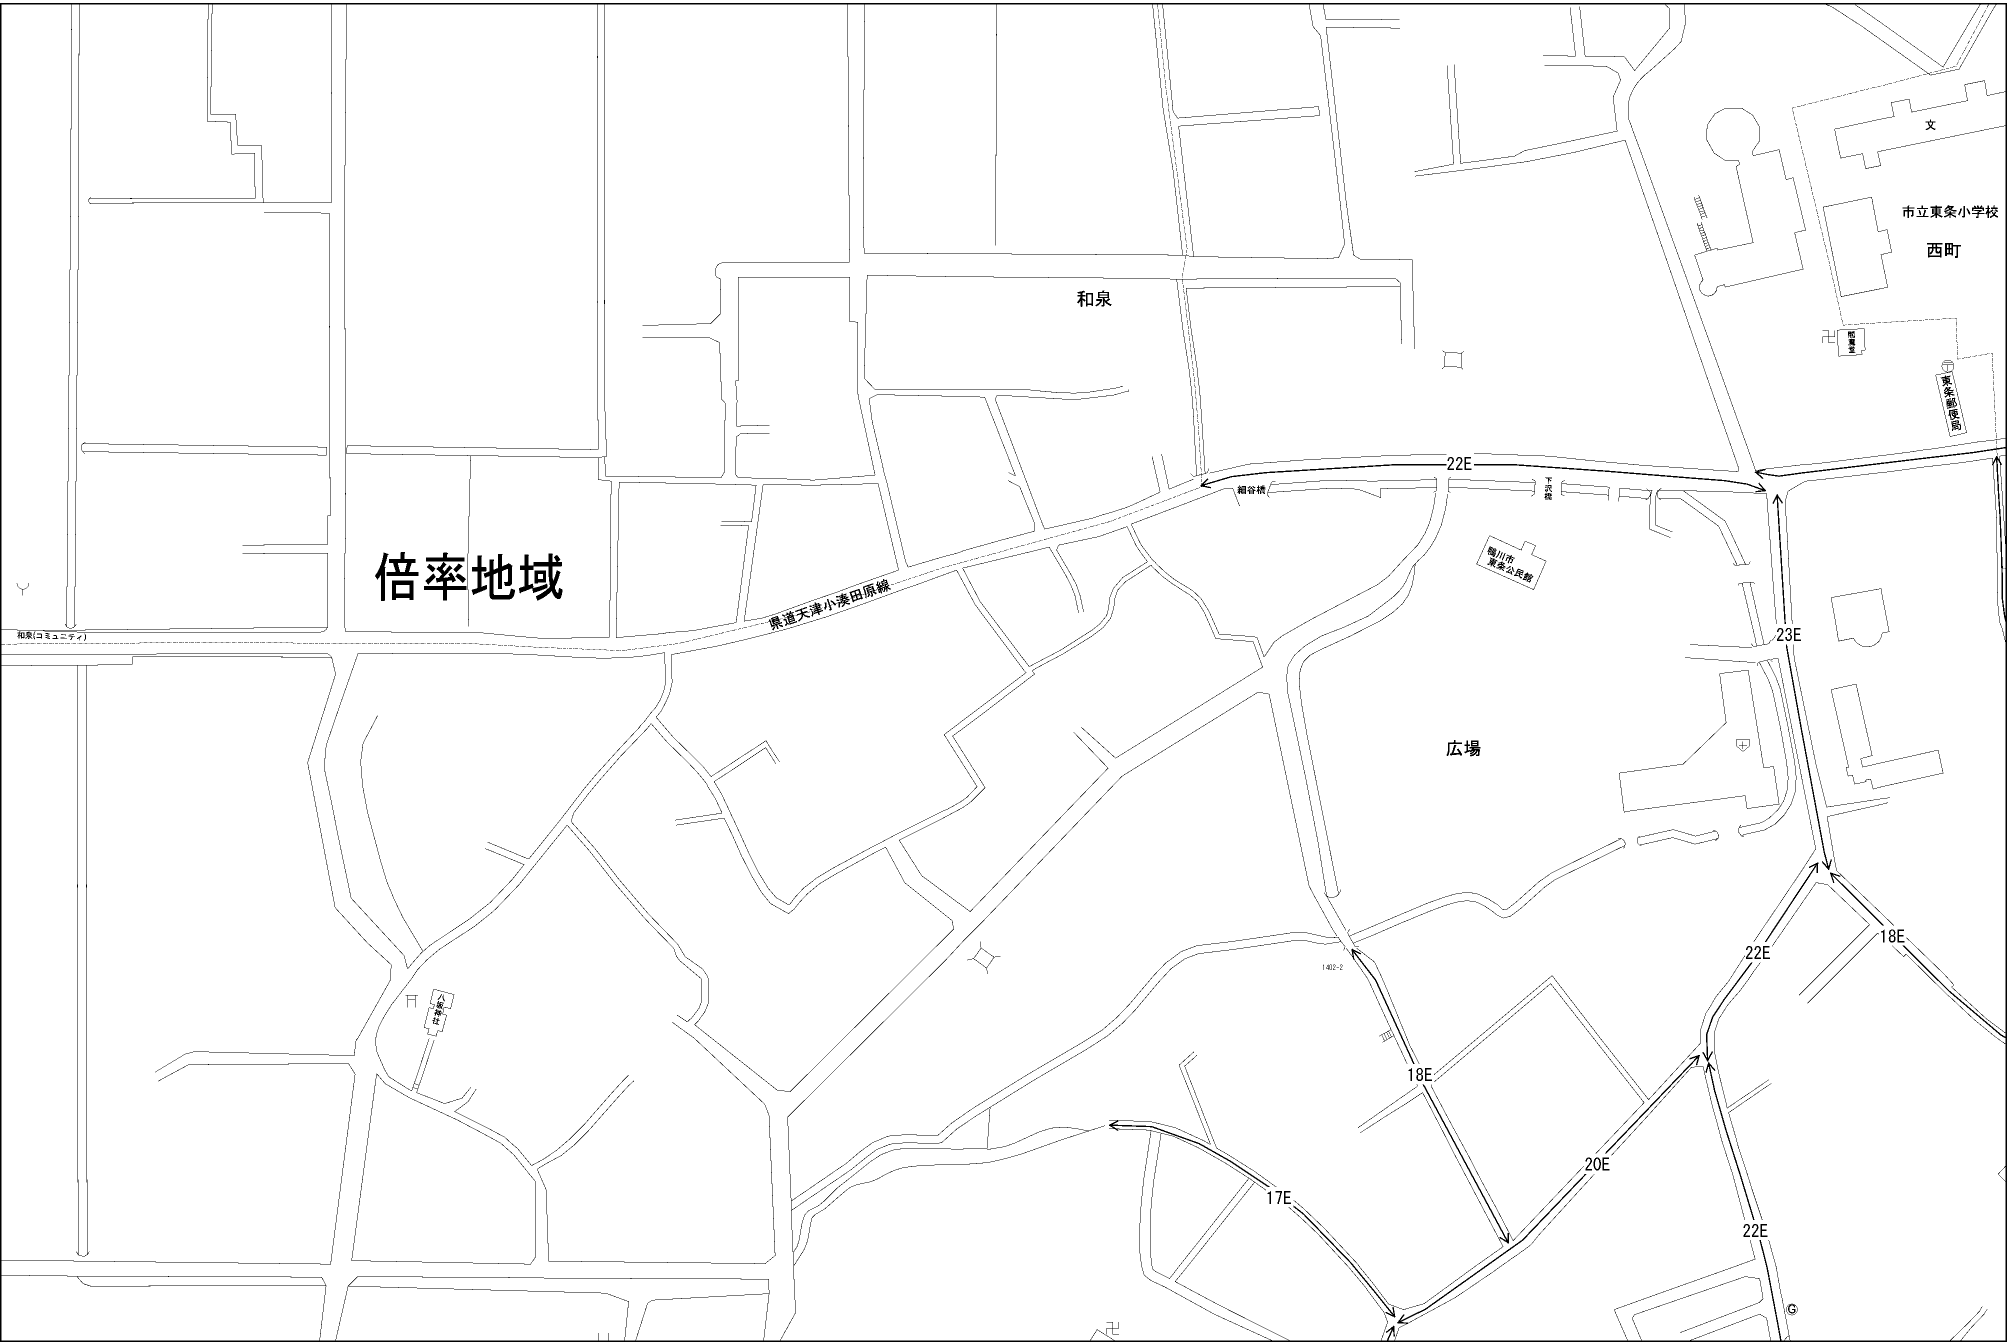 文
市立東条小学校
西町
和泉
閻魔堂
東条郵便局
22E
細谷橋
下沢橋
鴨川市
東条公民館
倍率地域
県道天津小湊田原線
和泉(コミュニティ)
23E
広場
22E
18E
1402-2
八坂神社
18E
20E
17E
22E
G